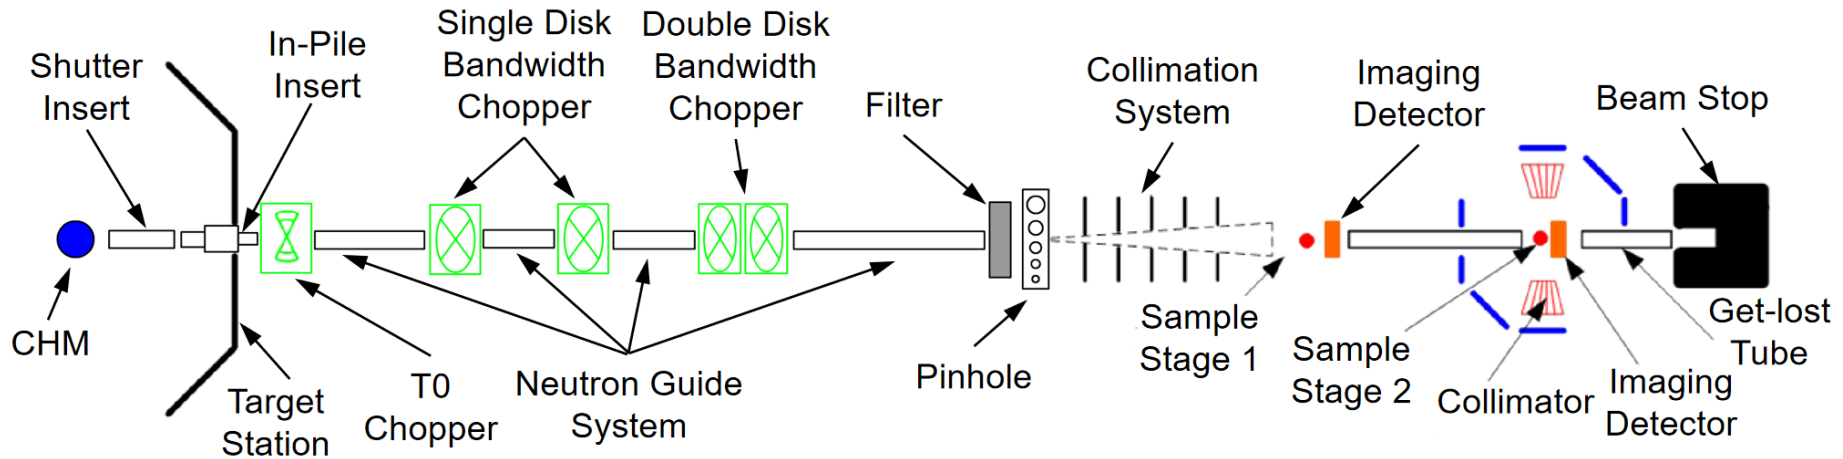 Shutter
Insert
In-Pile
Insert
Single Disk
Bandwidth
Chopper
Double Disk
Bandwidth
Chopper
Filter
Collimation
System
Imaging
Detector
Beam Stop
CHM
Target
Station
T0
Chopper
Neutron Guide
System
Pinhole
Sample
Stage 1
Sample
Stage 2
Collimator
Imaging
Detector
Get-lost
Tube